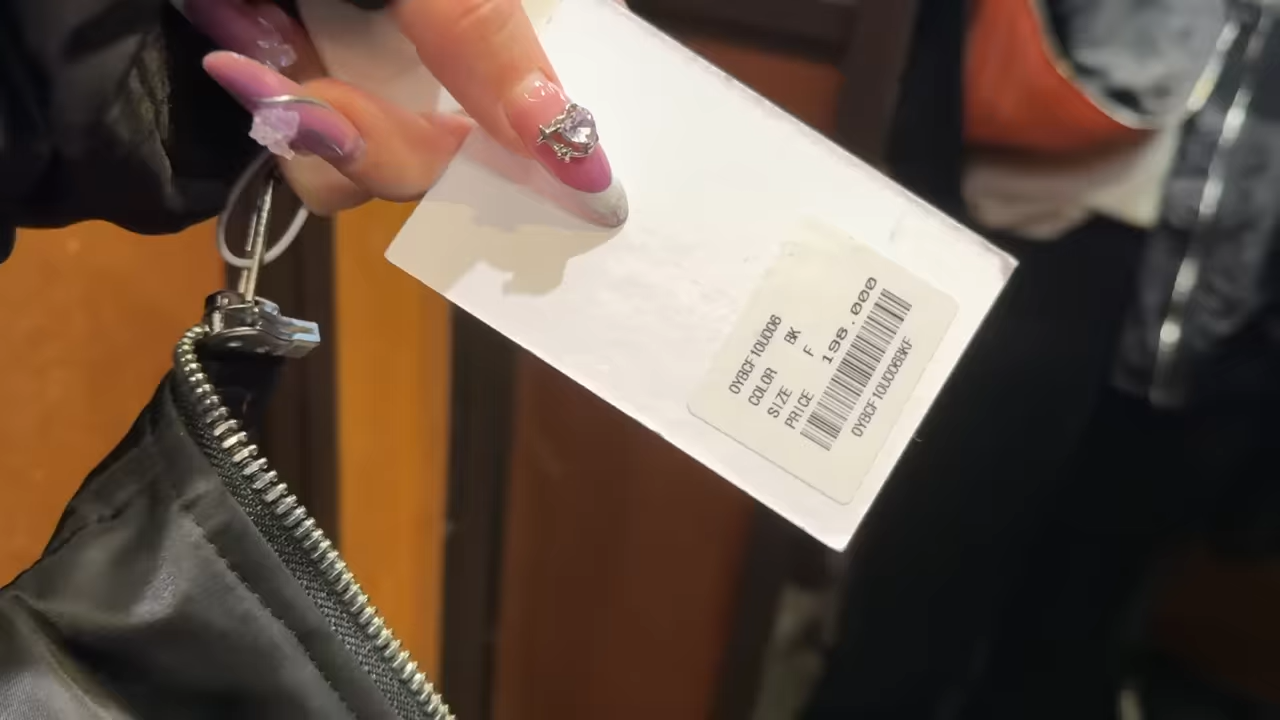 OYBCF10U006
COLOR BK
SIZE F
PRICE 198.000
OYBCF10U006BKF